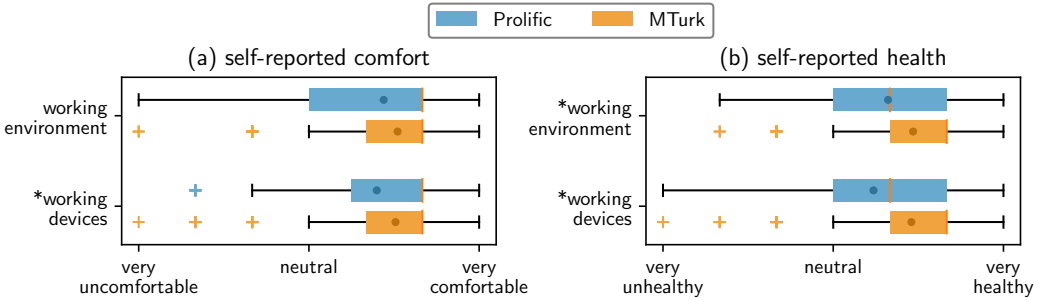 Prolific MTurk
(a) self-reported comfort
working
environment
*working
devices
very
uncomfortable
neutral
very
comfortable
(b) self-reported health
*working
environment
*working
devices
very
unhealthy
neutral
very
healthy